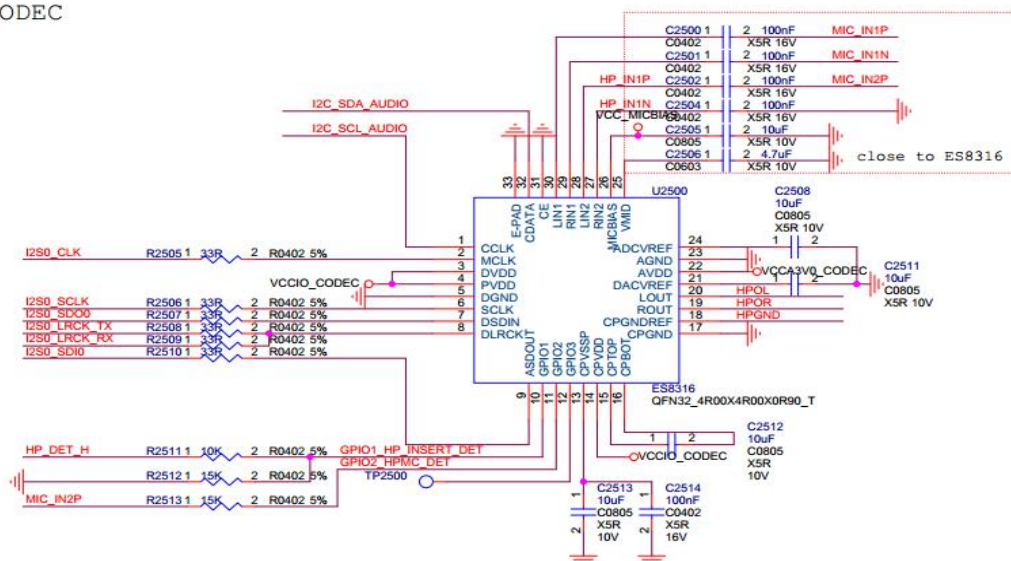 ODEC
C2500 1 2 100nF MIC_IN1P
C0402 X5R 16V
C2501 1 2 100nF MIC_IN1N
C0402 X5R 16V
HP_IN1P C2502 1 2 100nF MIC_IN2P
C0402 X5R 16V
I2C_SDA_AUDIO HP_IN1N C2504 1 2 100nF
VCC_MICBIAS C0402 X5R 16V
I2C_SCL_AUDIO C2505 1 2 10uF
C0805 X5R 10V
C2506 1 2 4.7uF close to ES8316
C0603 X5R 10V
33 32 31 30 29 28 27 26 25
U2500 C2508
10uF
C0805
X5R 10V
E-PAD CDATA CE LIN1 RIN1 LIN2 RIN2 MICBIAS VMID
1 CCLK ADCVREF 24 1 2
I2S0_CLK R2505 1 33R 2 R0402 5% 2 MCLK AGND 23
3 DVDD AVDD 22 VCCA3V0_CODEC C2511
VCCIO_CODEC 4 PVDD DACVREF 21 1 2 10uF
5 DGND LOUT 20 HPOL C0805
I2S0_SCLK R2506 1 33R 2 R0402 5% 6 SCLK ROUT 19 HPOR X5R 10V
I2S0_SDO0 R2507 1 33R 2 R0402 5% 7 DSDIN CPGNDREF 18 HPGND
I2S0_LRCK_TX R2508 1 33R 2 R0402 5% 8 DLRCK CPGND 17
I2S0_LRCK_RX R2509 1 33R 2 R0402 5%
I2S0_SDI0 R2510 1 33R 2 R0402 5%
ASDOUT GPIO1 GPIO2 GPIO3 CPVSSP CPVDD CPTOP CPBOT
9 10 11 12 13 14 15 16
ES8316
QFN32_4R00X4R00X0R90_T
C2512
1 2 10uF
C0805
X5R
10V
HP_DET_H R2511 1 10K 2 R0402 5% GPIO1_HP_INSERT_DET VCCIO_CODEC
GPIO2_HPMC_DET
R2512 1 15K 2 R0402 5% TP2500
MIC_IN2P R2513 1 15K 2 R0402 5%
1 C2513 1 C2514
10uF 100nF
C0805 C0402
2 X5R 2 X5R
10V 16V